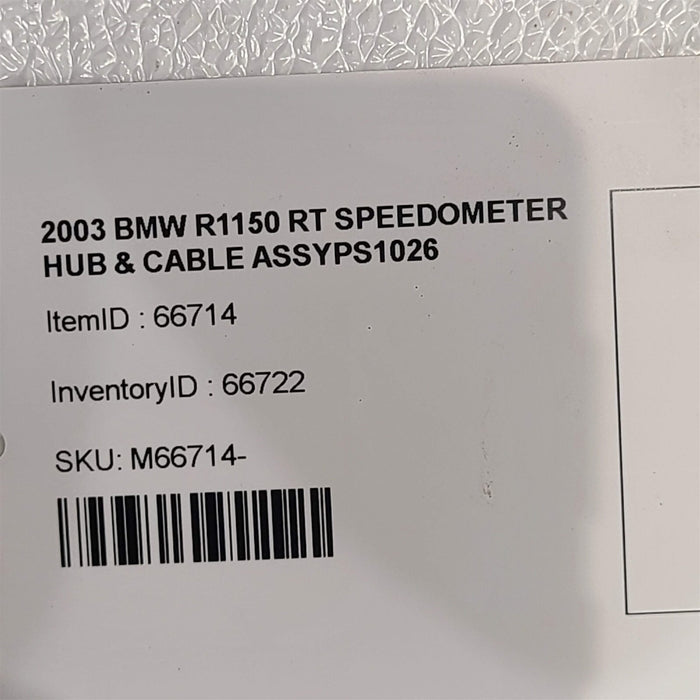 2003 BMW R1150 RT SPEEDOMETER
HUB & CABLE ASSYPS1026
ItemID : 66714
InventoryID : 66722
SKU: M66714-